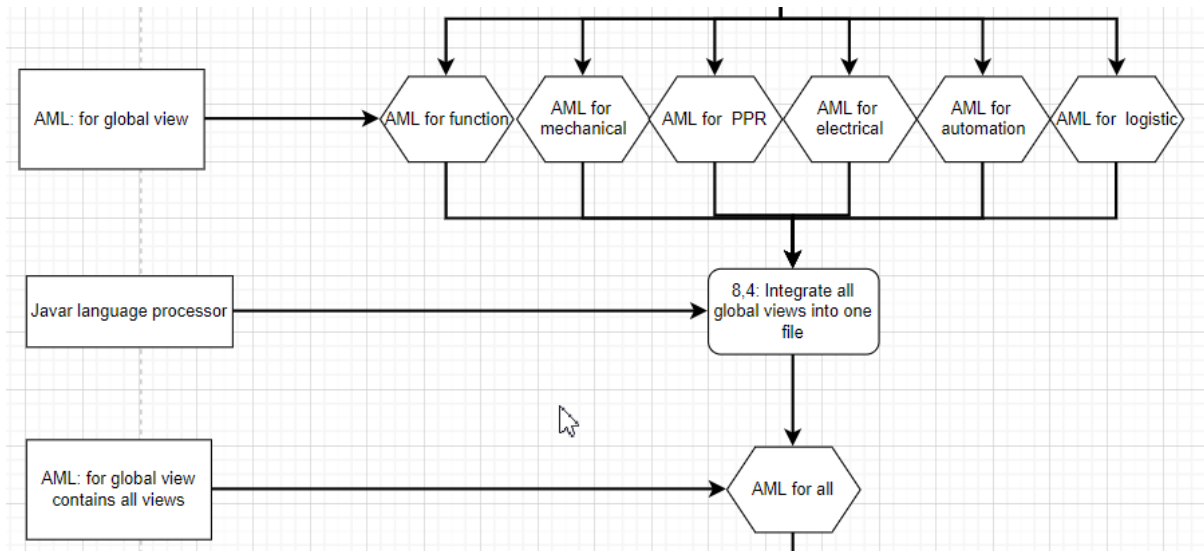 AML: for global view
AML for function
AML for
mechanical
AML for PPR
AML for
electrical
AML for
automation
AML for logistic
Javar language processor
8,4: Integrate all
global views into one
file
AML: for global view
contains all views
AML for all